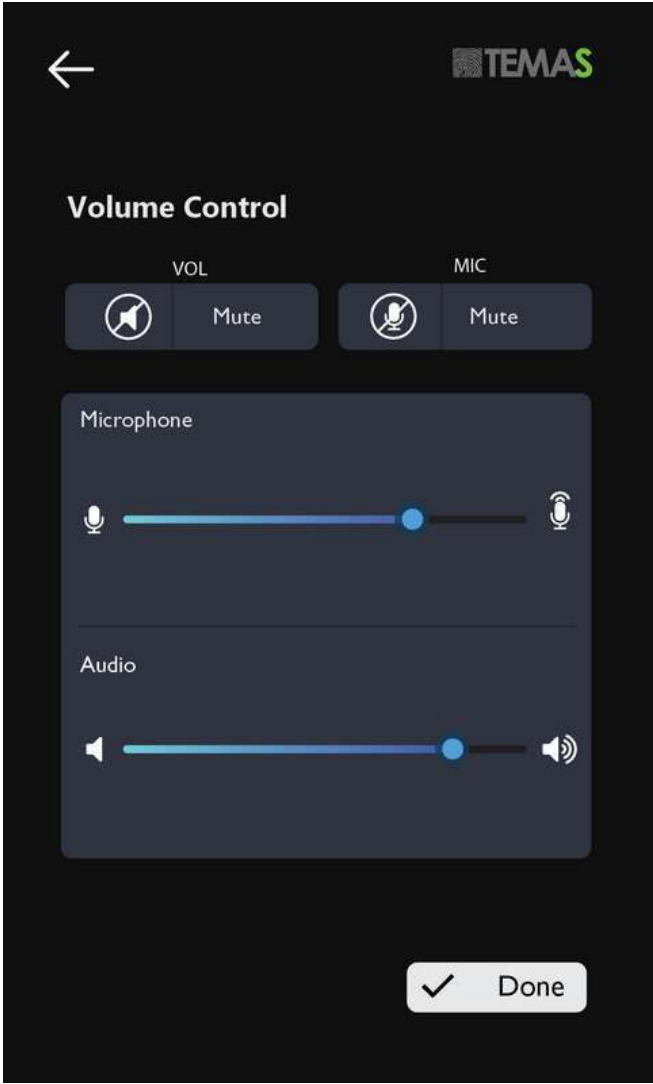 TEMAS
Volume Control
VOL
MIC
Mute
Mute
Microphone
Audio
Done